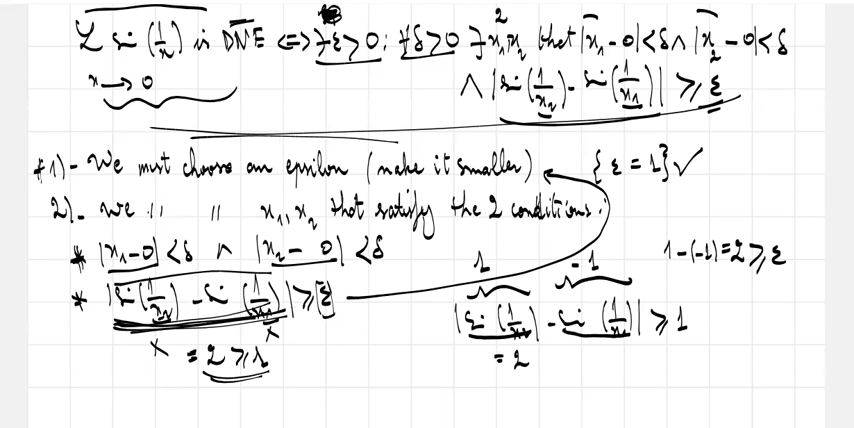 L sin(1/x) is DNE <=> ∃ε>0: ∀δ>0 ∃x₁,x₂ that |x₁-0|<δ ∧ |x₂-0|<δ
x→0 ∧ |sin(1/x₂) - sin(1/x₁)| ≥ ε
*1)- We must choose an epsilon (make it smaller) {ε=1}✓
2)- We " " x₁, x₂ that satisfy the 2 conditions:
* |x₁-0|<δ ∧ |x₂-0|<δ 1 -1 1-(-1)=2≥ε
* |sin(1/x₂) - sin(1/x₁)| ≥ [ε] |sin(1/x₂) - sin(1/x₁)| ≥ 1
x x = 2≥1 =2